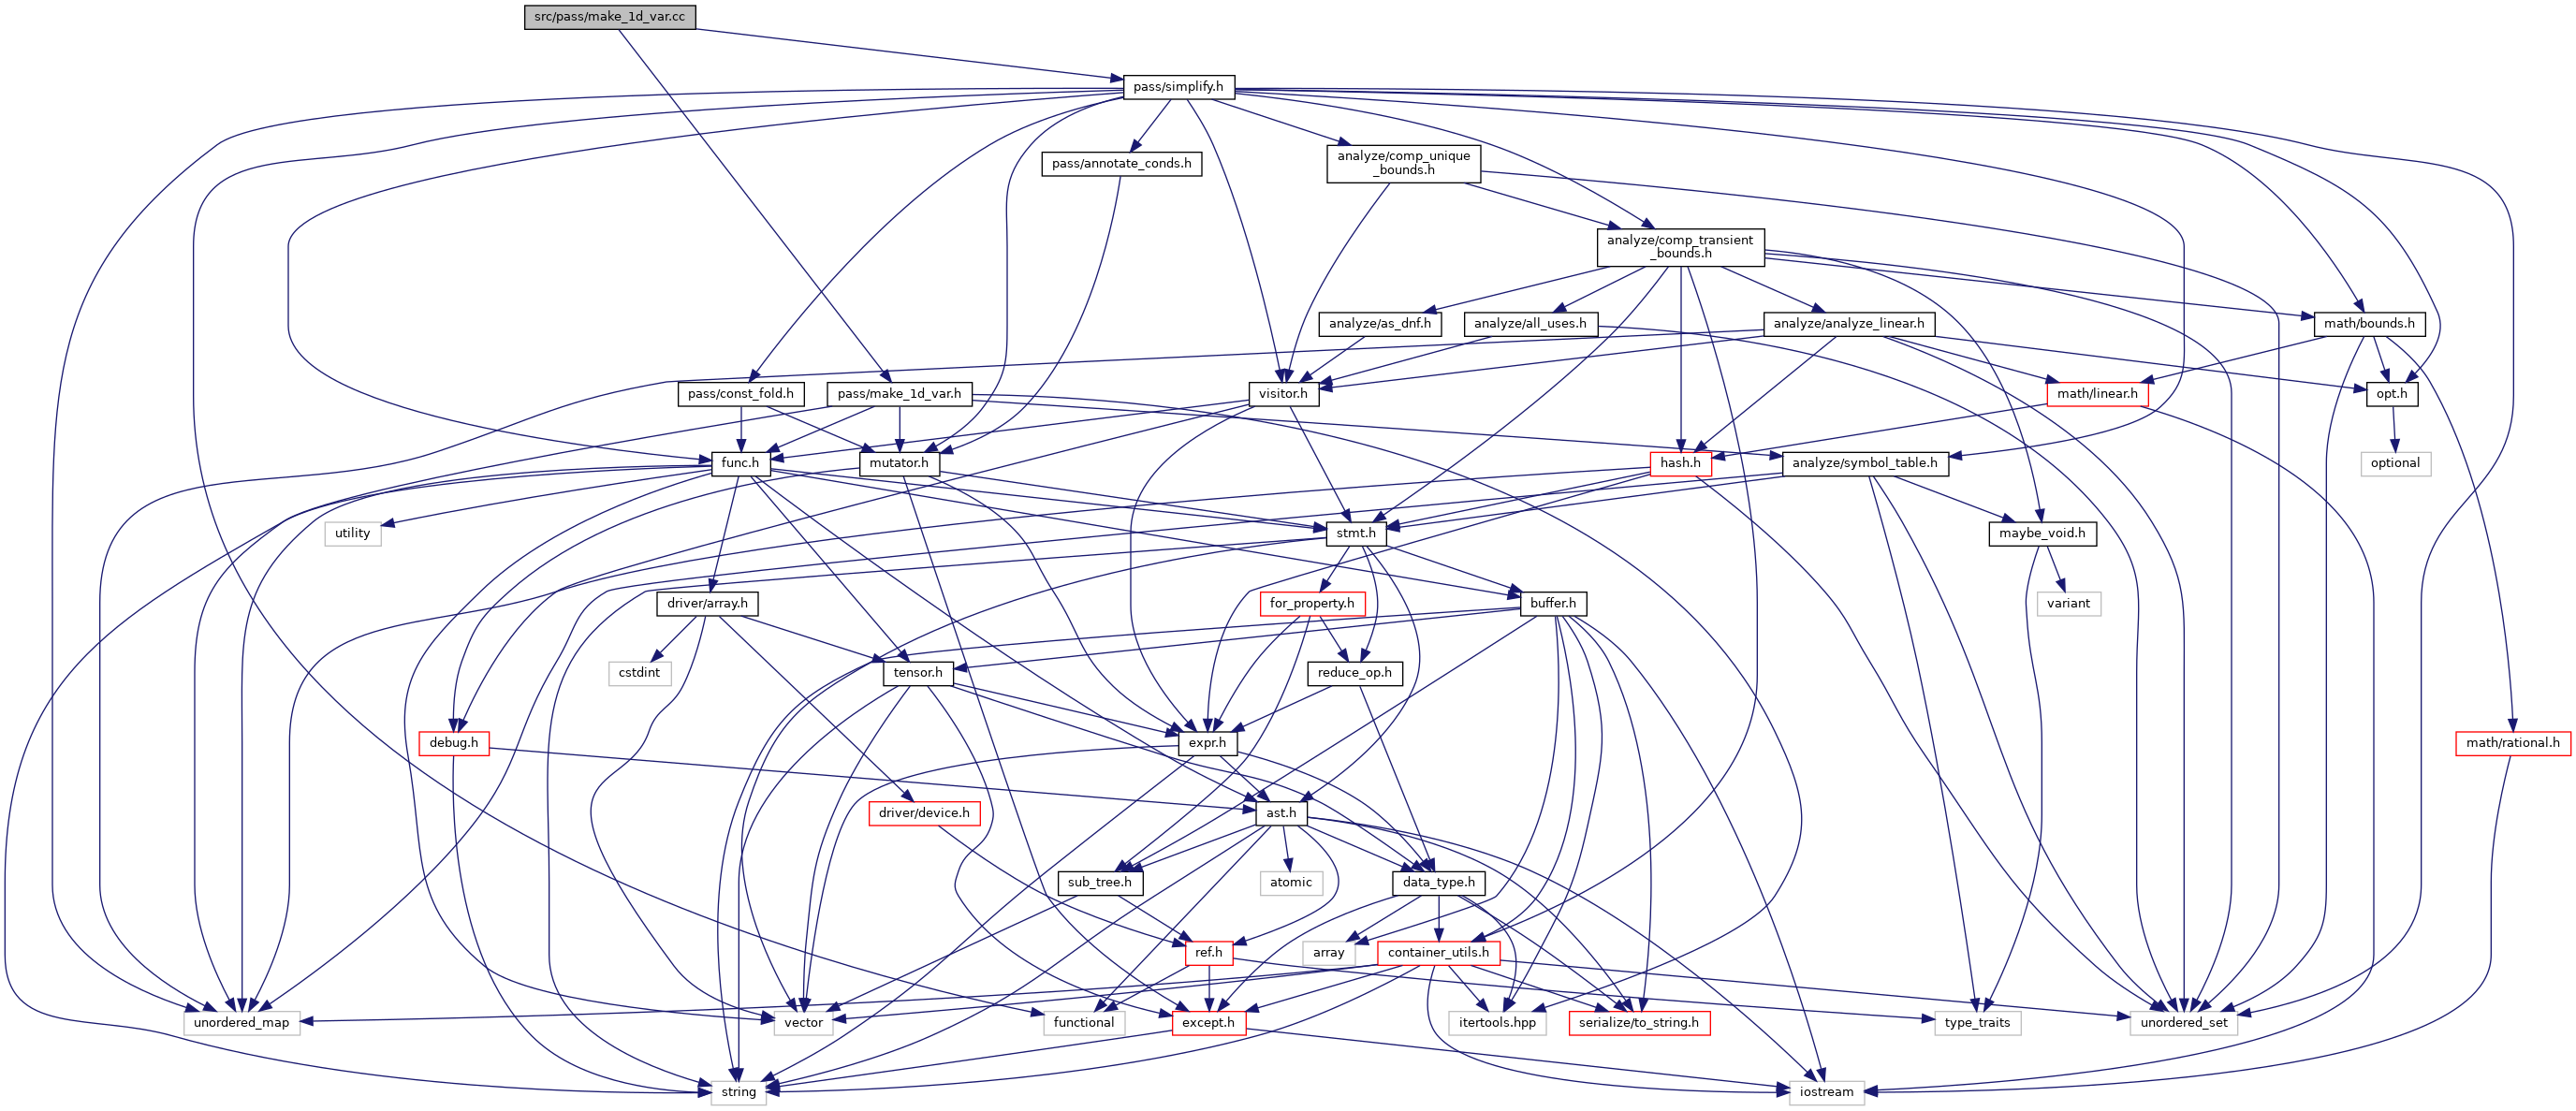 src/pass/make_1d_var.cc
pass/simplify.h
pass/annotate_conds.h
analyze/comp_unique
_bounds.h
analyze/comp_transient
_bounds.h
analyze/as_dnf.h
analyze/all_uses.h
analyze/analyze_linear.h
math/bounds.h
pass/const_fold.h
pass/make_1d_var.h
visitor.h
math/linear.h
opt.h
func.h
mutator.h
hash.h
analyze/symbol_table.h
optional
utility
stmt.h
maybe_void.h
driver/array.h
for_property.h
buffer.h
variant
cstdint
tensor.h
reduce_op.h
debug.h
expr.h
math/rational.h
driver/device.h
ast.h
sub_tree.h
atomic
data_type.h
ref.h
array
container_utils.h
unordered_map
vector
functional
except.h
itertools.hpp
serialize/to_string.h
type_traits
unordered_set
string
iostream